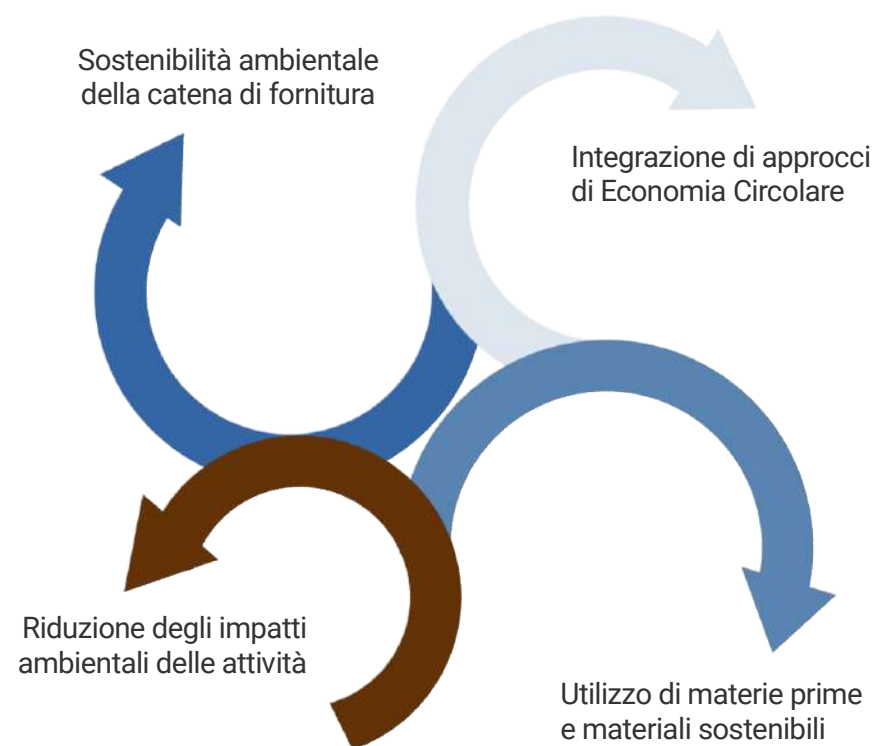 Sostenibilità ambientale
della catena di fornitura
Integrazione di approcci
di Economia Circolare
Riduzione degli impatti
ambientali delle attività
Utilizzo di materie prime
e materiali sostenibili